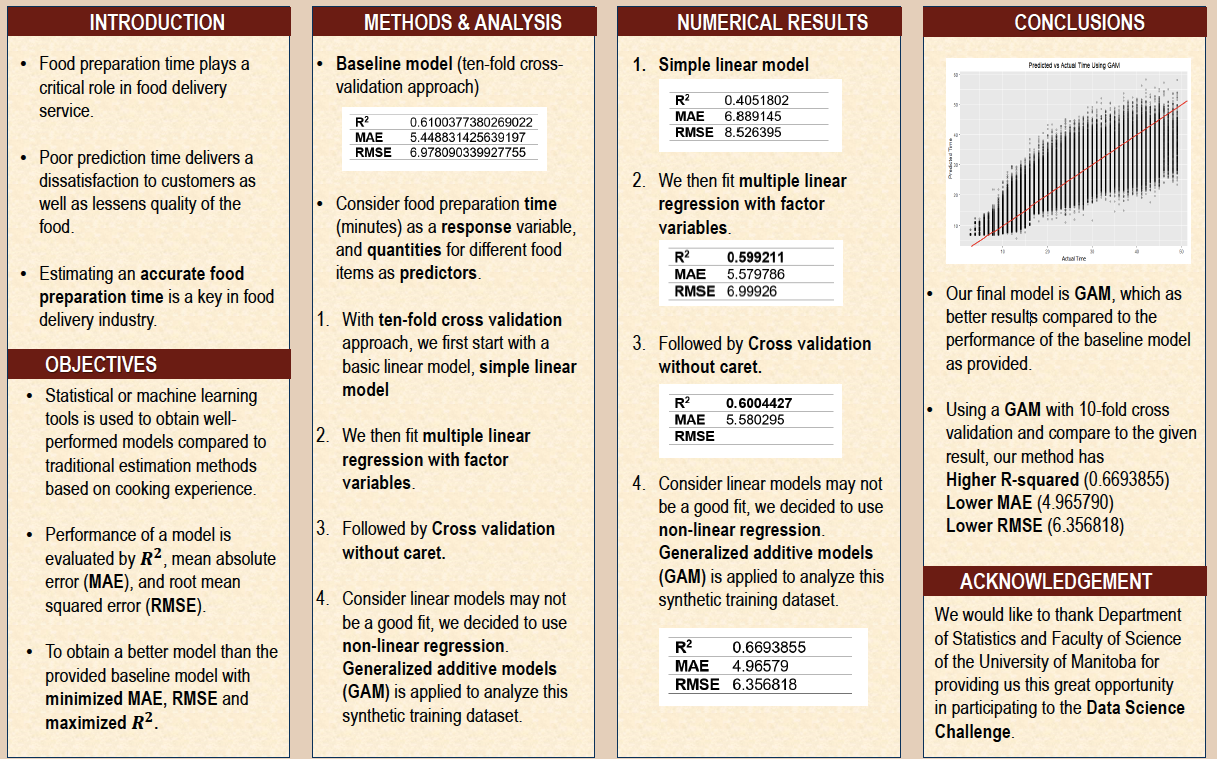 INTRODUCTION
• Food preparation time plays a
critical role in food delivery
service.
• Poor prediction time delivers a
dissatisfaction to customers as
well as lessens quality of the
food.
• Estimating an accurate food
preparation time is a key in food
delivery industry.
OBJECTIVES
• Statistical or machine learning
tools is used to obtain well-
performed models compared to
traditional estimation methods
based on cooking experience.
• Performance of a model is
evaluated by R², mean absolute
error (MAE), and root mean
squared error (RMSE).
• To obtain a better model than the
provided baseline model with
minimized MAE, RMSE and
maximized R².
METHODS & ANALYSIS
• Baseline model (ten-fold cross-
validation approach)
R² 0.6100377380269022
MAE 5.448831425639197
RMSE 6.978090339927755
• Consider food preparation time
(minutes) as a response variable,
and quantities for different food
items as predictors.
1. With ten-fold cross validation
approach, we first start with a
basic linear model, simple linear
model
2. We then fit multiple linear
regression with factor
variables.
3. Followed by Cross validation
without caret.
4. Consider linear models may not
be a good fit, we decided to use
non-linear regression.
Generalized additive models
(GAM) is applied to analyze this
synthetic training dataset.
NUMERICAL RESULTS
1. Simple linear model
R² 0.4051802
MAE 6.889145
RMSE 8.526395
2. We then fit multiple linear
regression with factor
variables.
R² 0.599211
MAE 5.579786
RMSE 6.99926
3. Followed by Cross validation
without caret.
R² 0.6004427
MAE 5.580295
RMSE
4. Consider linear models may not
be a good fit, we decided to use
non-linear regression.
Generalized additive models
(GAM) is applied to analyze this
synthetic training dataset.
R² 0.6693855
MAE 4.96579
RMSE 6.356818
CONCLUSIONS
Predicted vs Actual Time Using GAM
Predicted Time
50
40
30
20
10
10 20 30 40 50
Actual Time
• Our final model is GAM, which as
better results compared to the
performance of the baseline model
as provided.
• Using a GAM with 10-fold cross
validation and compare to the given
result, our method has
Higher R-squared (0.6693855)
Lower MAE (4.965790)
Lower RMSE (6.356818)
ACKNOWLEDGEMENT
We would like to thank Department
of Statistics and Faculty of Science
of the University of Manitoba for
providing us this great opportunity
in participating to the Data Science
Challenge.